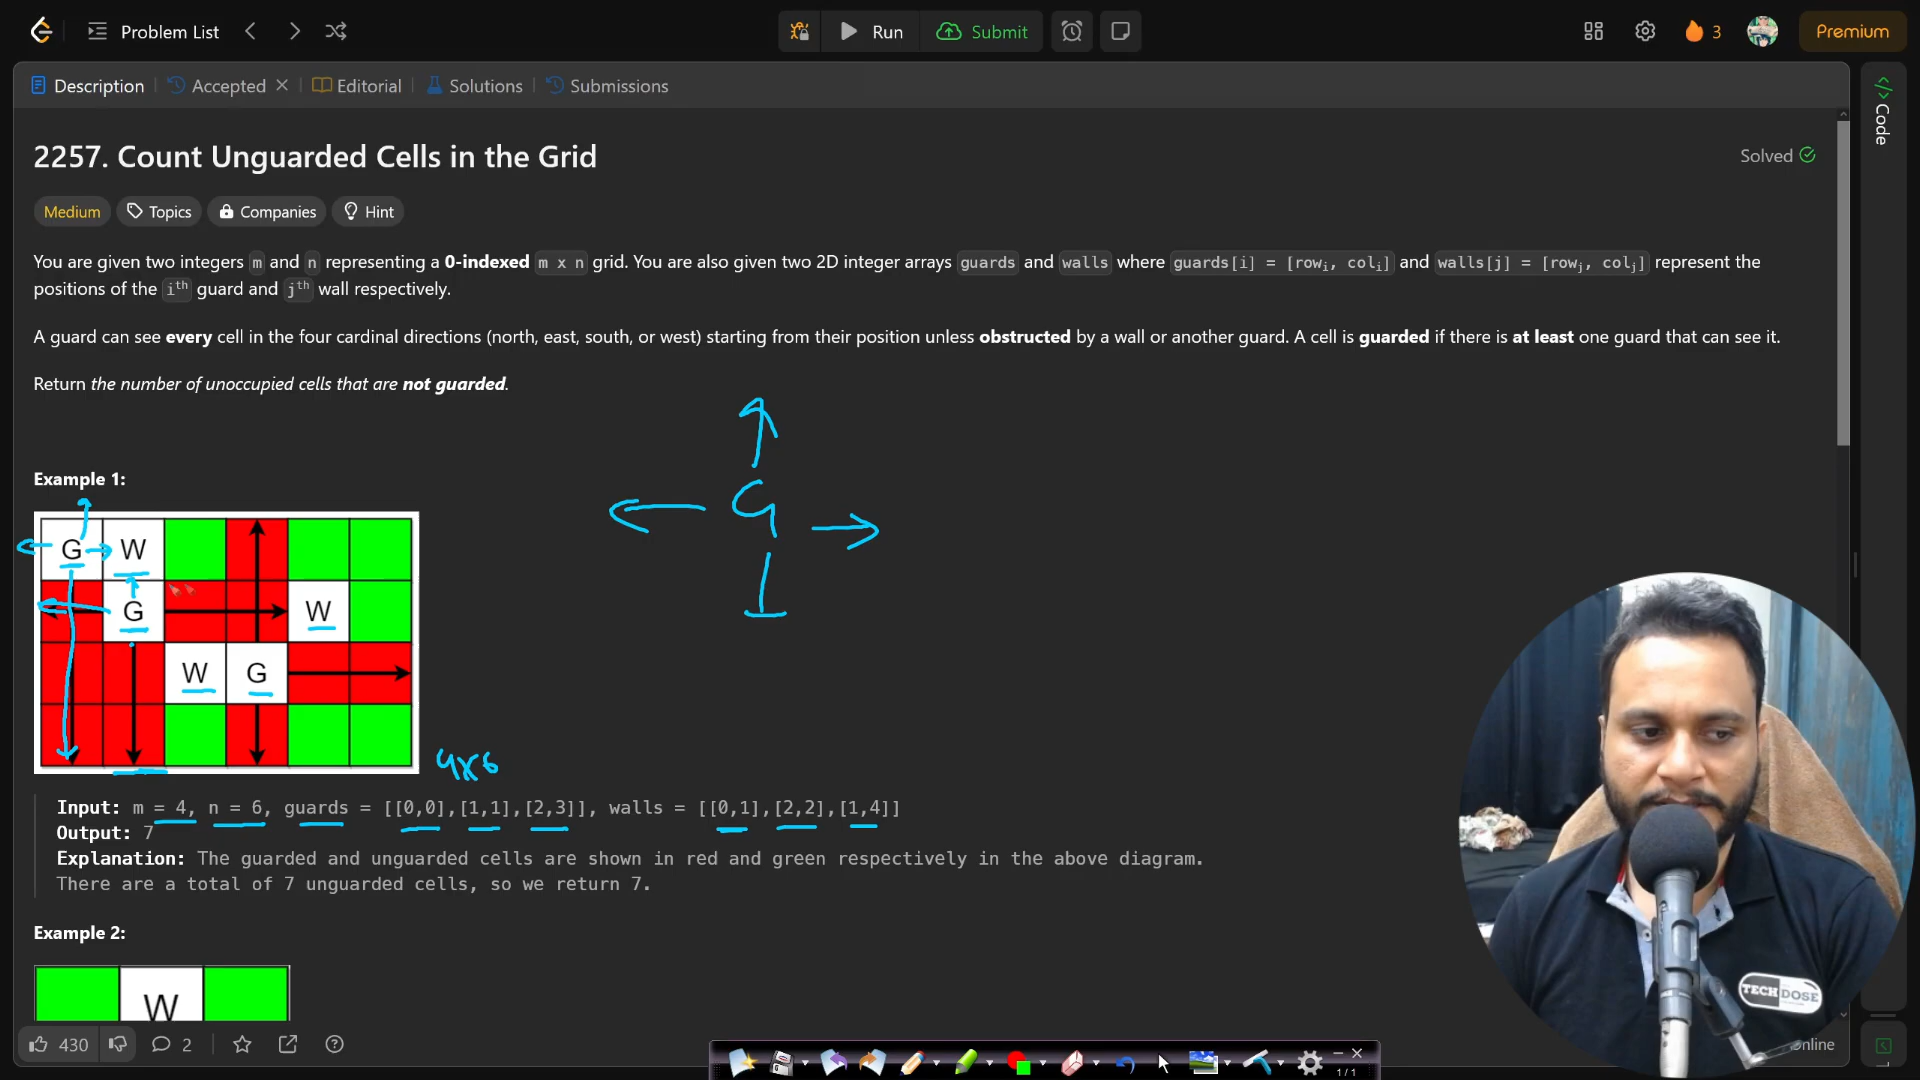 Problem List
Run
Submit
3
Premium
Description
Accepted
Editorial
Solutions
Submissions
Code
2257. Count Unguarded Cells in the Grid
Solved
Medium
Topics
Companies
Hint
You are given two integers m and n representing a 0-indexed m x n grid. You are also given two 2D integer arrays guards and walls where guards[i] = [rowi, coli] and walls[j] = [rowj, colj] represent the
positions of the ith guard and jth wall respectively.
A guard can see every cell in the four cardinal directions (north, east, south, or west) starting from their position unless obstructed by a wall or another guard. A cell is guarded if there is at least one guard that can see it.
Return the number of unoccupied cells that are not guarded.
G
Example 1:
G W
G W
W G
4x6
Input: m = 4, n = 6, guards = [[0,0],[1,1],[2,3]], walls = [[0,1],[2,2],[1,4]]
Output: 7
Explanation: The guarded and unguarded cells are shown in red and green respectively in the above diagram.
There are a total of 7 unguarded cells, so we return 7.
Example 2:
W
430
2
TECH DOSE
Online
1/1